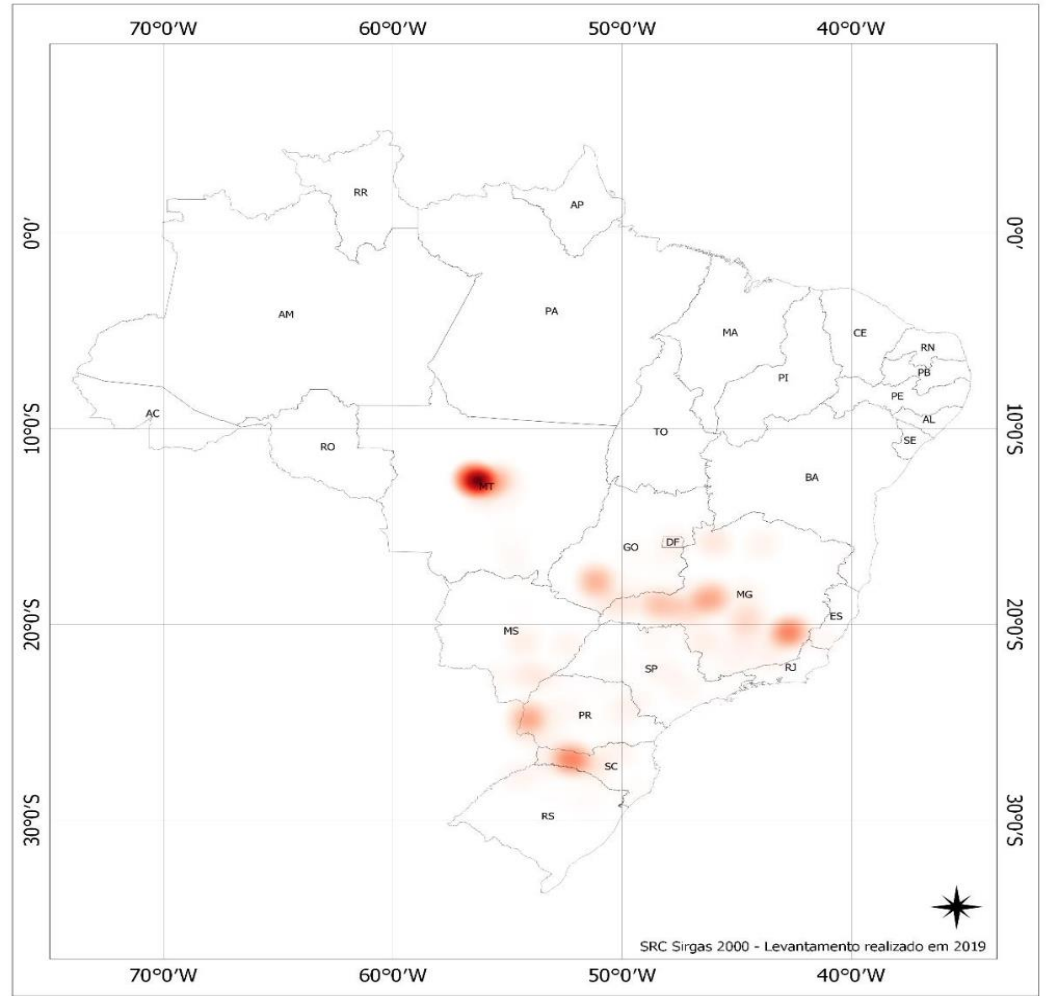 70°0'W 60°0'W 50°0'W 40°0'W
RR
AP
0°0' 0°0'
AM
PA
MA
CE
RN
PB
PI
PE
AC
AL
10°0'S 10°0'S
TO
SE
RO
BA
MT
DF
GO
MG
ES
20°0'S 20°0'S
MS
SP
RJ
PR
SC
RS
30°0'S 30°0'S
SRC Sirgas 2000 - Levantamento realizado em 2019
70°0'W 60°0'W 50°0'W 40°0'W